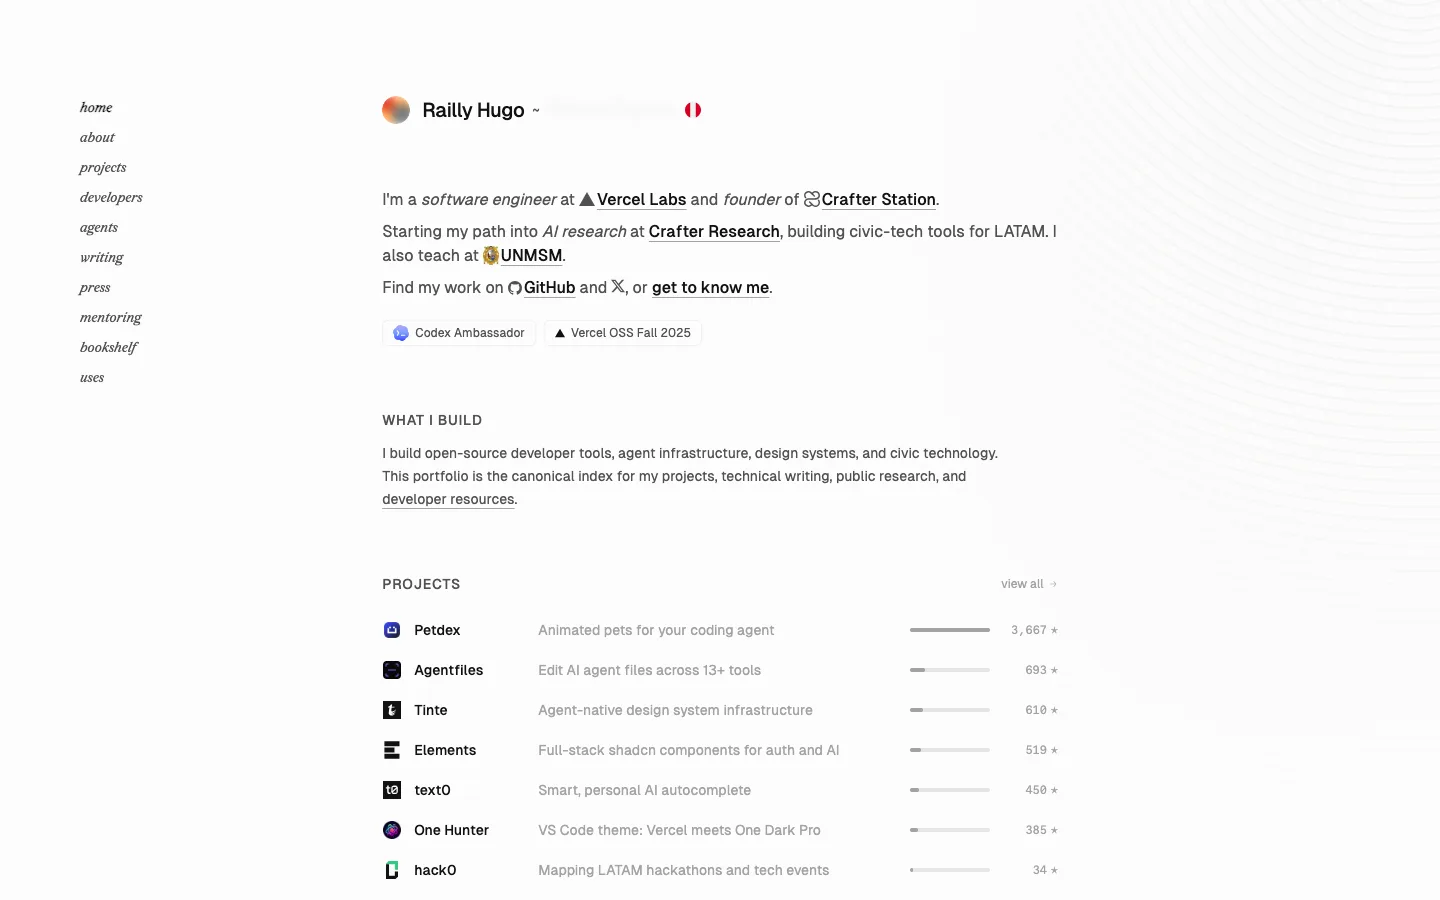 home
about
projects
developers
agents
writing
press
mentoring
bookshelf
uses
Railly Hugo ~
I'm a software engineer at Vercel Labs and founder of Crafter Station.
Starting my path into AI research at Crafter Research, building civic-tech tools for LATAM. I
also teach at UNMSM.
Find my work on GitHub and 𝕏, or get to know me.
Codex Ambassador
Vercel OSS Fall 2025
WHAT I BUILD
I build open-source developer tools, agent infrastructure, design systems, and civic technology.
This portfolio is the canonical index for my projects, technical writing, public research, and
developer resources.
PROJECTS
view all →
Petdex Animated pets for your coding agent 3,667 ★
Agentfiles Edit AI agent files across 13+ tools 693 ★
Tinte Agent-native design system infrastructure 610 ★
Elements Full-stack shadcn components for auth and AI 519 ★
t0 text0 Smart, personal AI autocomplete 450 ★
One Hunter VS Code theme: Vercel meets One Dark Pro 385 ★
hack0 Mapping LATAM hackathons and tech events 34 ★